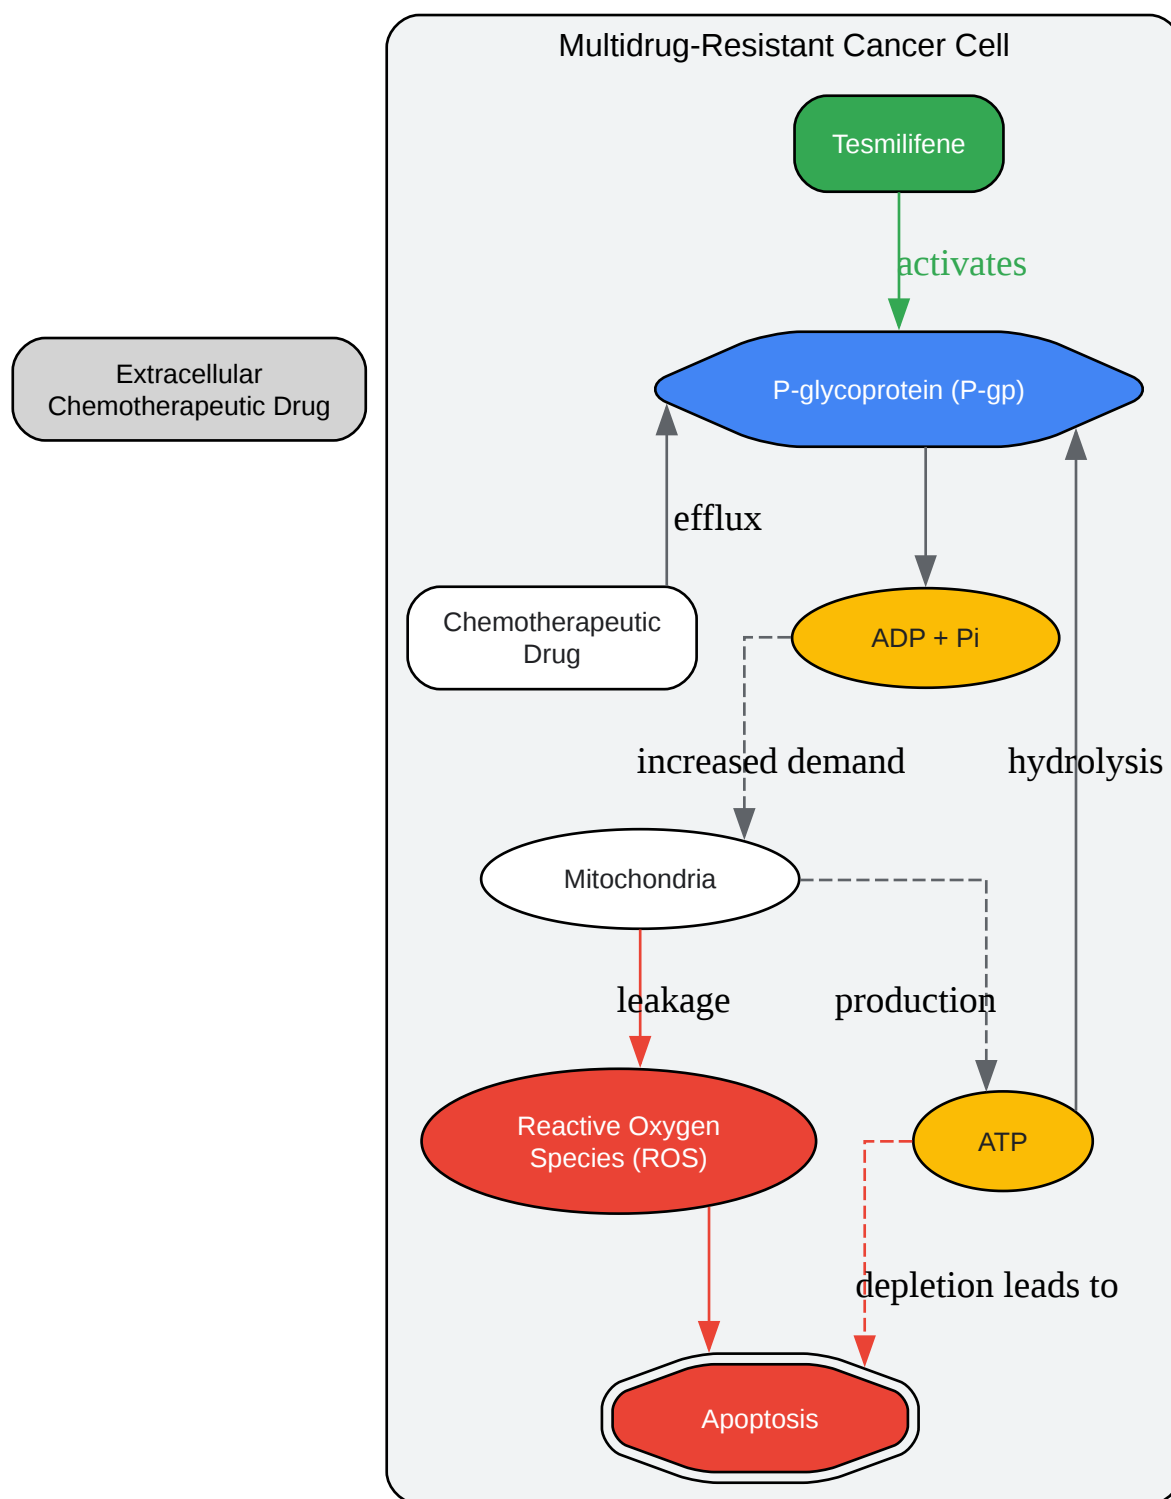 Multidrug-Resistant Cancer Cell
Tesmilifene
activates
Extracellular
Chemotherapeutic Drug
P-glycoprotein (P-gp)
efflux
Chemotherapeutic
Drug
ADP + Pi
increased demand
hydrolysis
Mitochondria
leakage
production
Reactive Oxygen
Species (ROS)
ATP
depletion leads to
Apoptosis